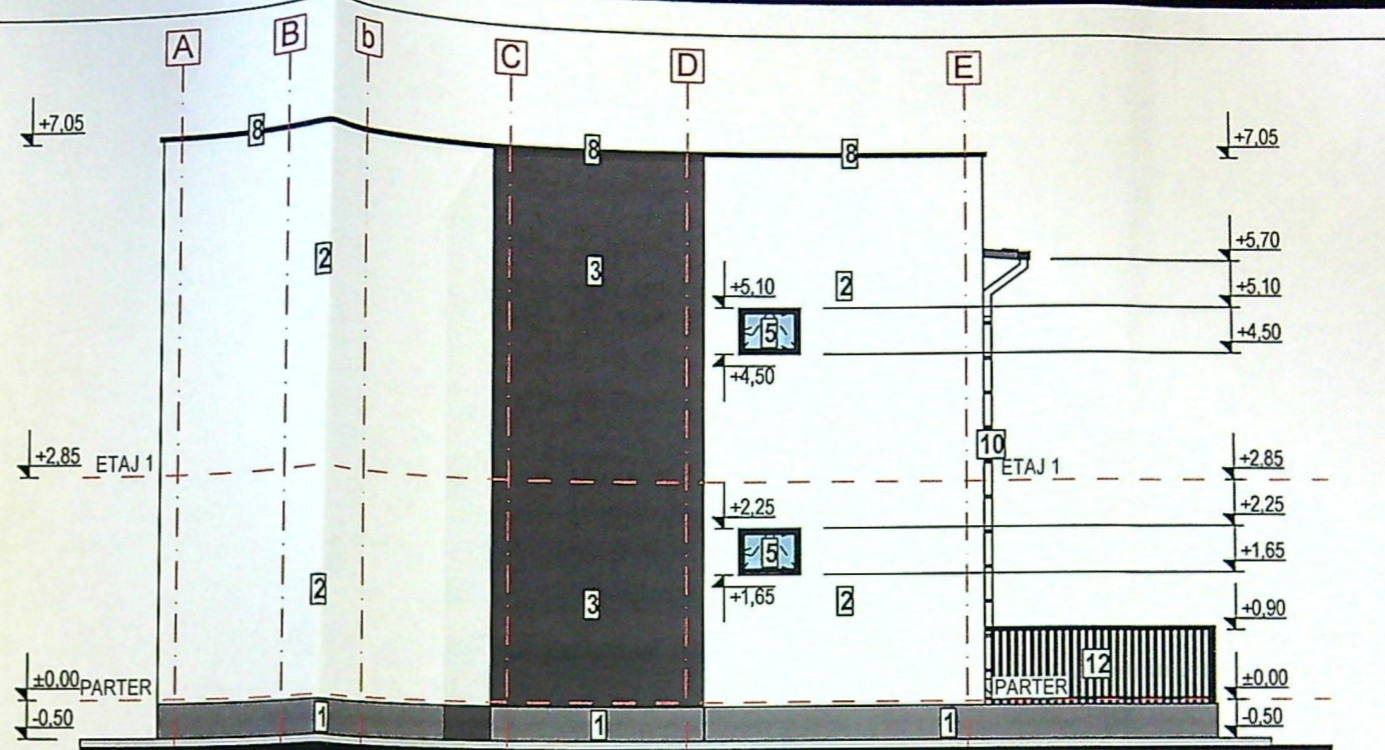 A B b C D E
+7,05 +7,05
8 8 8
+5,70
2 3 +5,10 2 +5,10
5 +4,50
+4,50
10
+2,85 ETAJ 1 ETAJ 1 +2,85
+2,25 +2,25
5 +1,65
2 3 +1,65 2 +0,90
12
±0.00 PARTER PARTER ±0,00
-0.50 1 1 1 -0.50